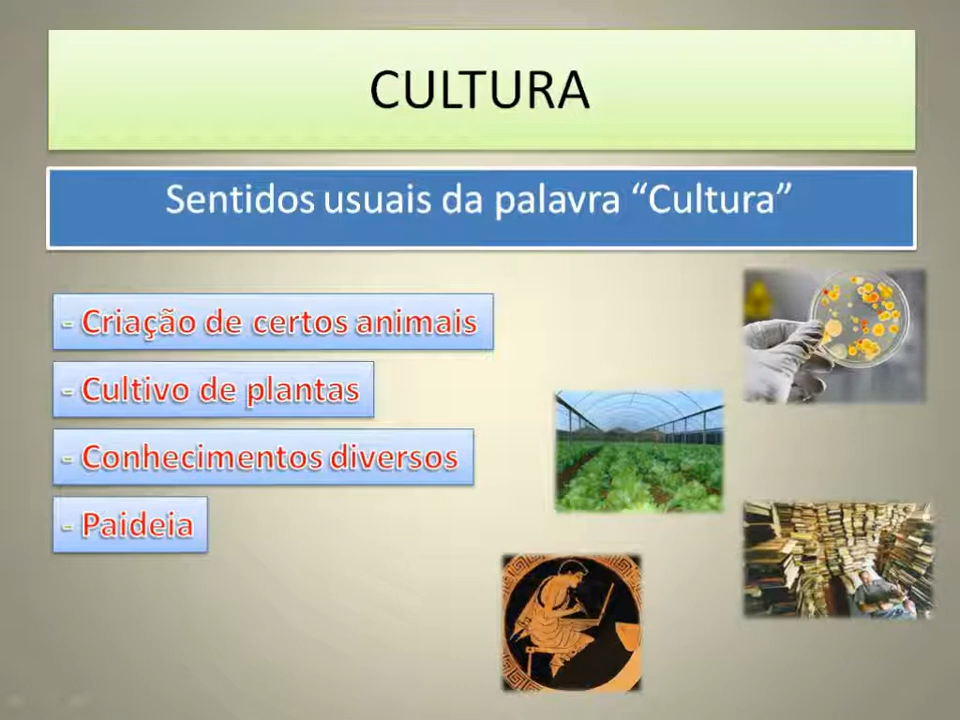 CULTURA
Sentidos usuais da palavra “Cultura”
- Criação de certos animais
- Cultivo de plantas
- Conhecimentos diversos
- Paideia